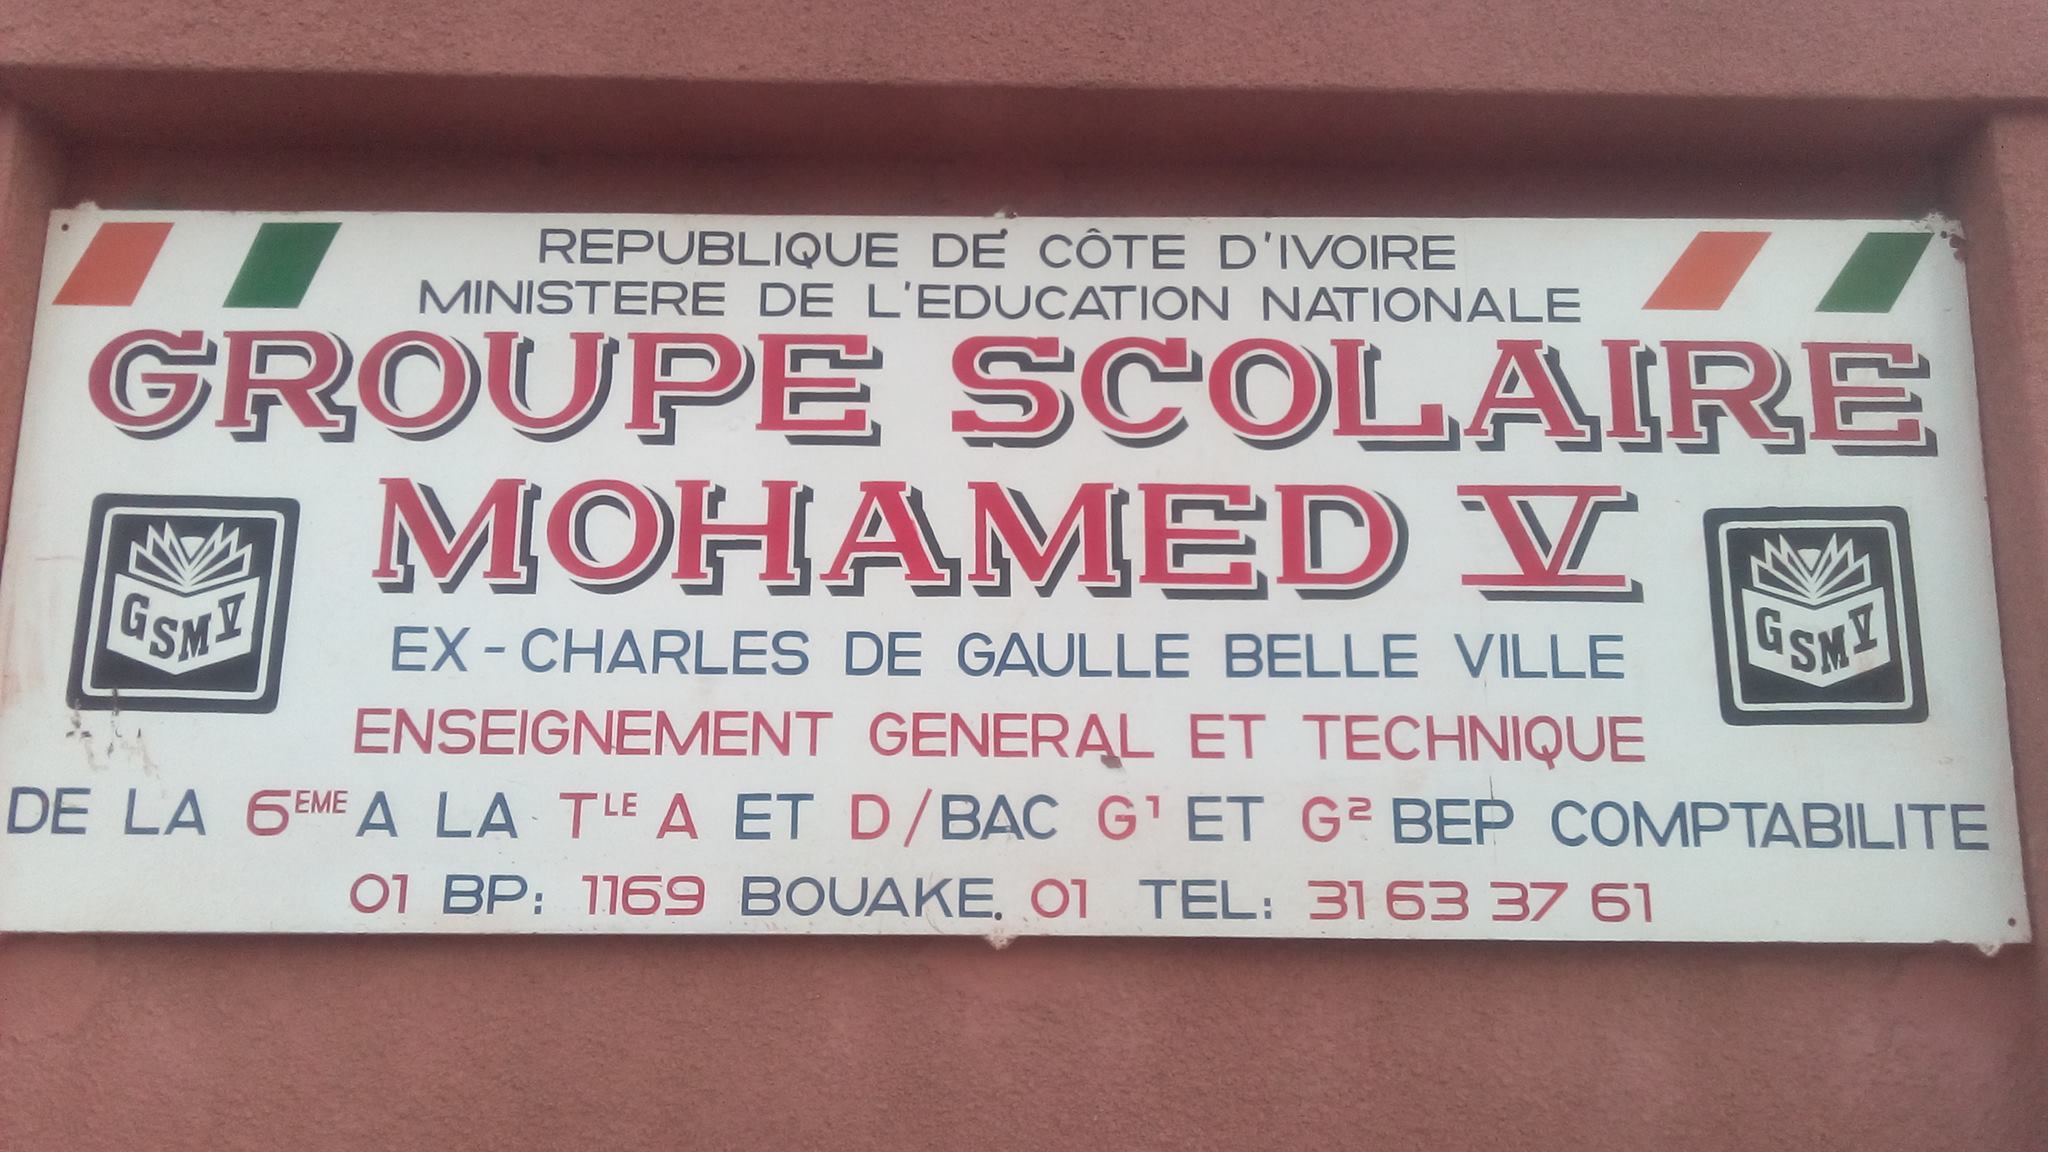 REPUBLIQUE DE CÔTE D'IVOIRE
MINISTERE DE L'EDUCATION NATIONALE
GROUPE SCOLAIRE
MOHAMED V
GSMV
GSMV
EX-CHARLES DE GAULLE BELLE VILLE
ENSEIGNEMENT GENERAL ET TECHNIQUE
DE LA 6EME A LA TLE A ET D/BAC G1 ET G2 BEP COMPTABILITE
01 BP: 1169 BOUAKE. 01 TEL: 31 63 37 61